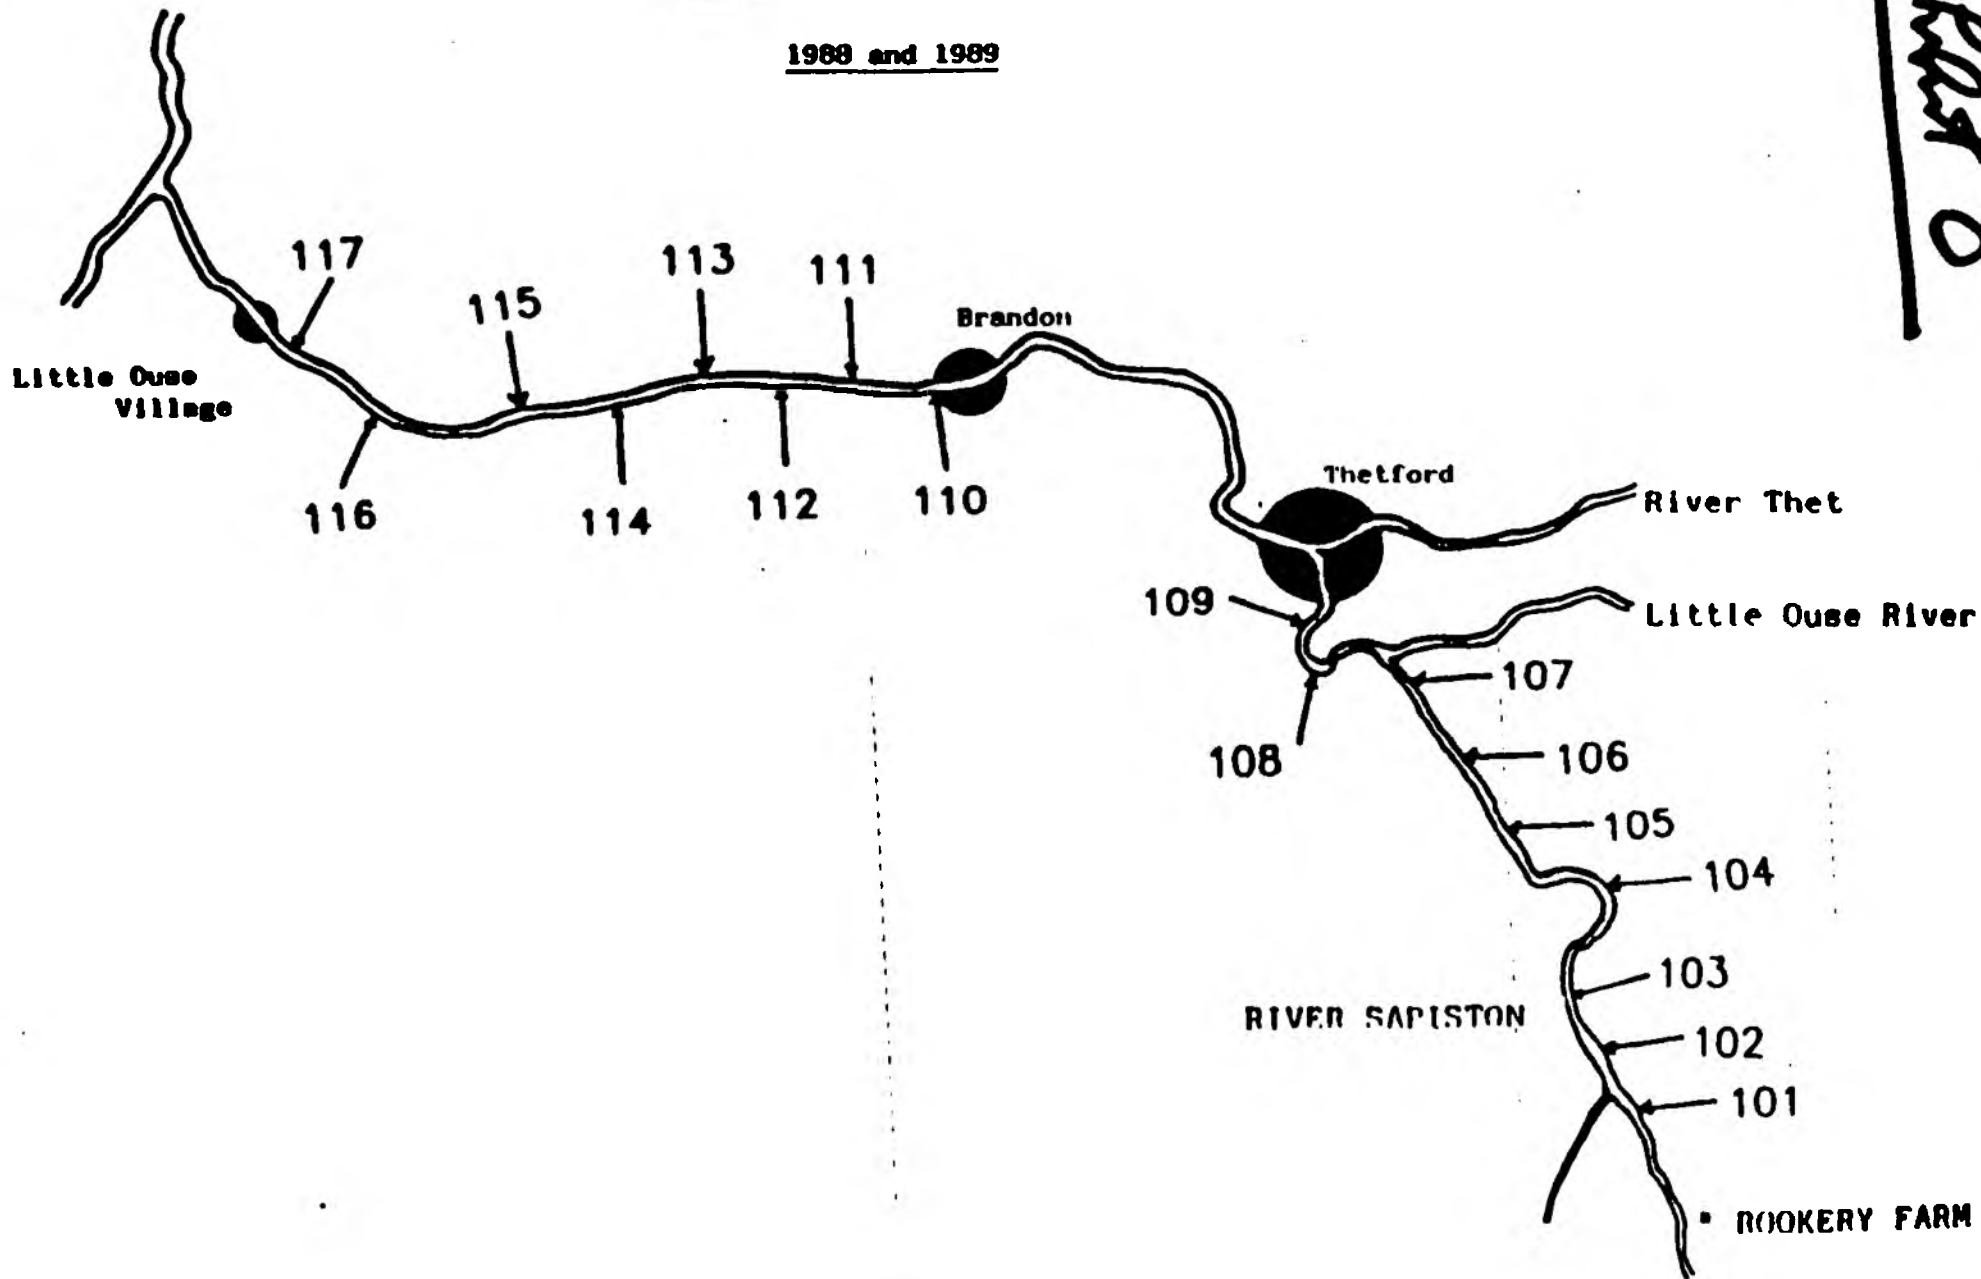 1988 and 1989
117
113
111
115
Brandon
Little Ouse
Village
Thetford
River Thet
116
114
112
110
109
Little Ouse River
107
108
106
105
104
103
RIVER SAPISTON
102
101
ROOKERY FARM